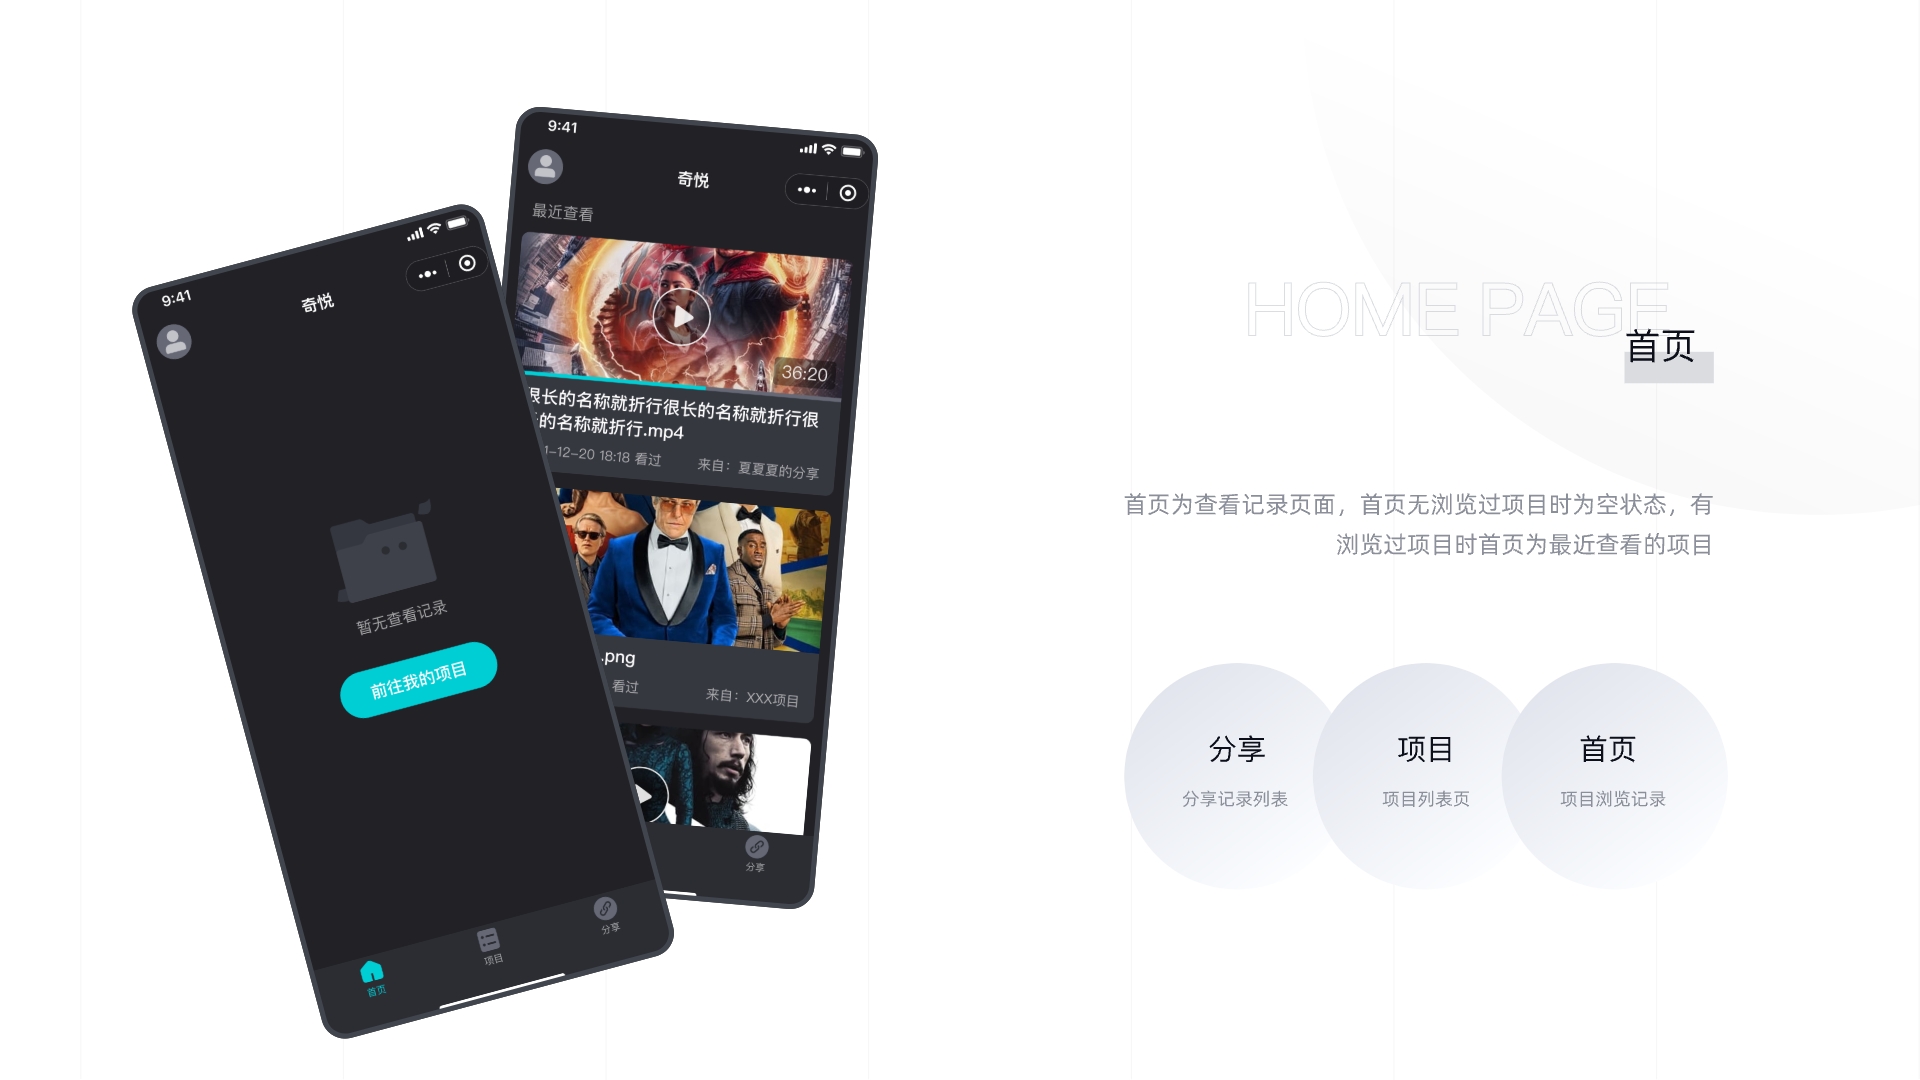 9:41
奇悦
暂无查看记录
前往我的项目
首页
项目
分享
9:41
奇悦
最近查看
36:20
很长的名称就折行很长的名称就折行很
的名称就折行.mp4
1-12-20 18:18 看过
来自：夏夏夏的分享
.png
看过
来自：XXX项目
分享
HOME PAGE
首页
首页为查看记录页面，首页无浏览过项目时为空状态，有
浏览过项目时首页为最近查看的项目
分享
分享记录列表
项目
项目列表页
首页
项目浏览记录